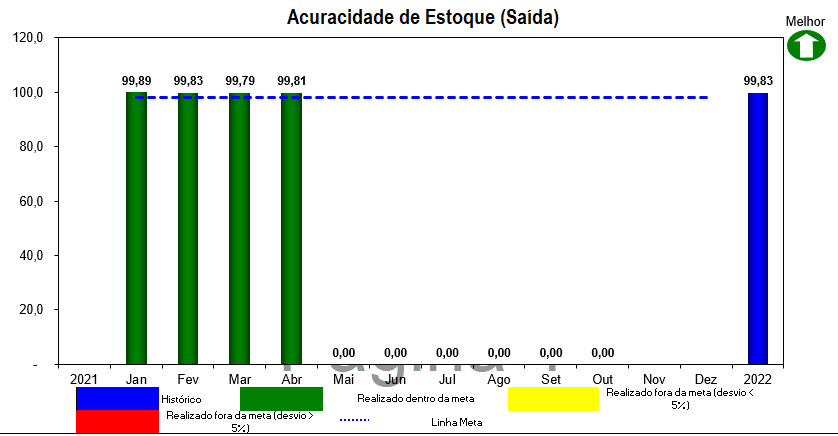 Acuracidade de Estoque (Saída)
Melhor
120,0
100,0
80,0
60,0
40,0
20,0
-
99,89 99,83 99,79 99,81 99,83
0,00 0,00 0,00 0,00 0,00 0,00
Página 1
2021 Jan Fev Mar Abr Mai Jun Jul Ago Set Out Nov Dez 2022
Histórico
Realizado dentro da meta
Realizado fora da meta (desvio <
5%)
Realizado fora da meta (desvio >
5%)
Linha Meta